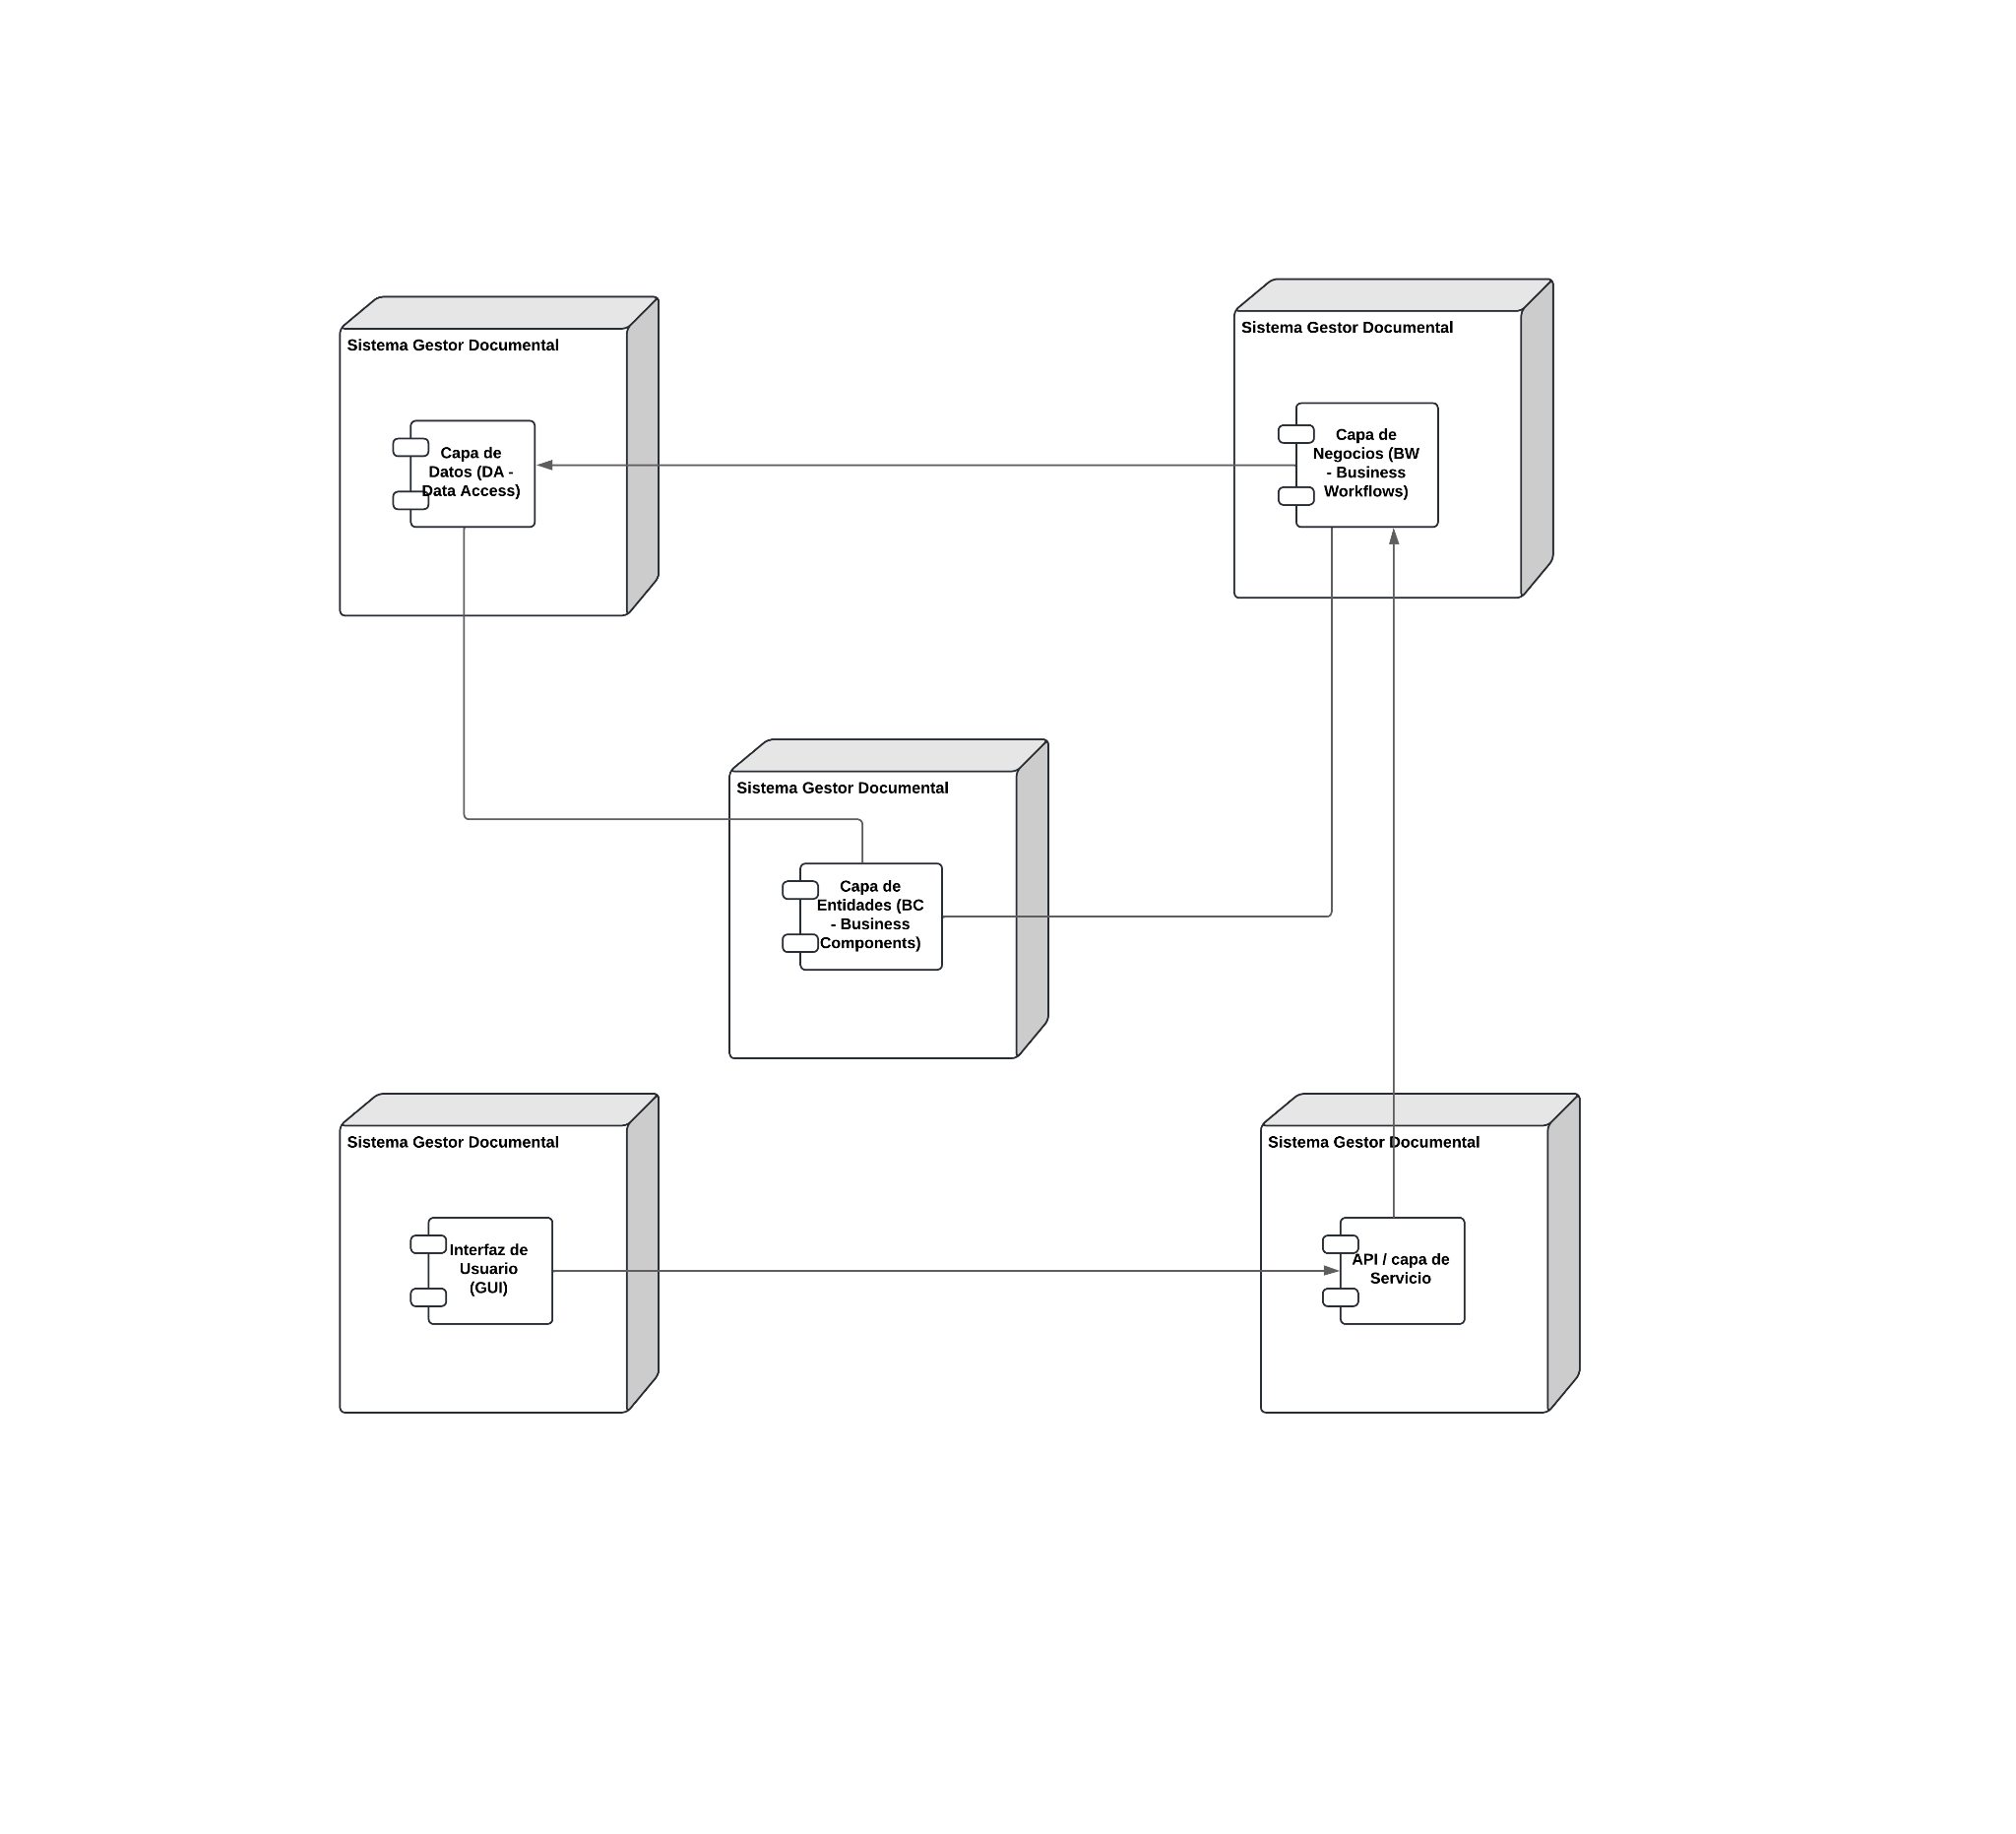 Sistema Gestor Documental
Capa de
Datos (DA -
Data Access)
Sistema Gestor Documental
Capa de
Negocios (BW
- Business
Workflows)
Sistema Gestor Documental
Capa de
Entidades (BC
- Business
Components)
Sistema Gestor Documental
Interfaz de
Usuario
(GUI)
Sistema Gestor Documental
API / capa de
Servicio